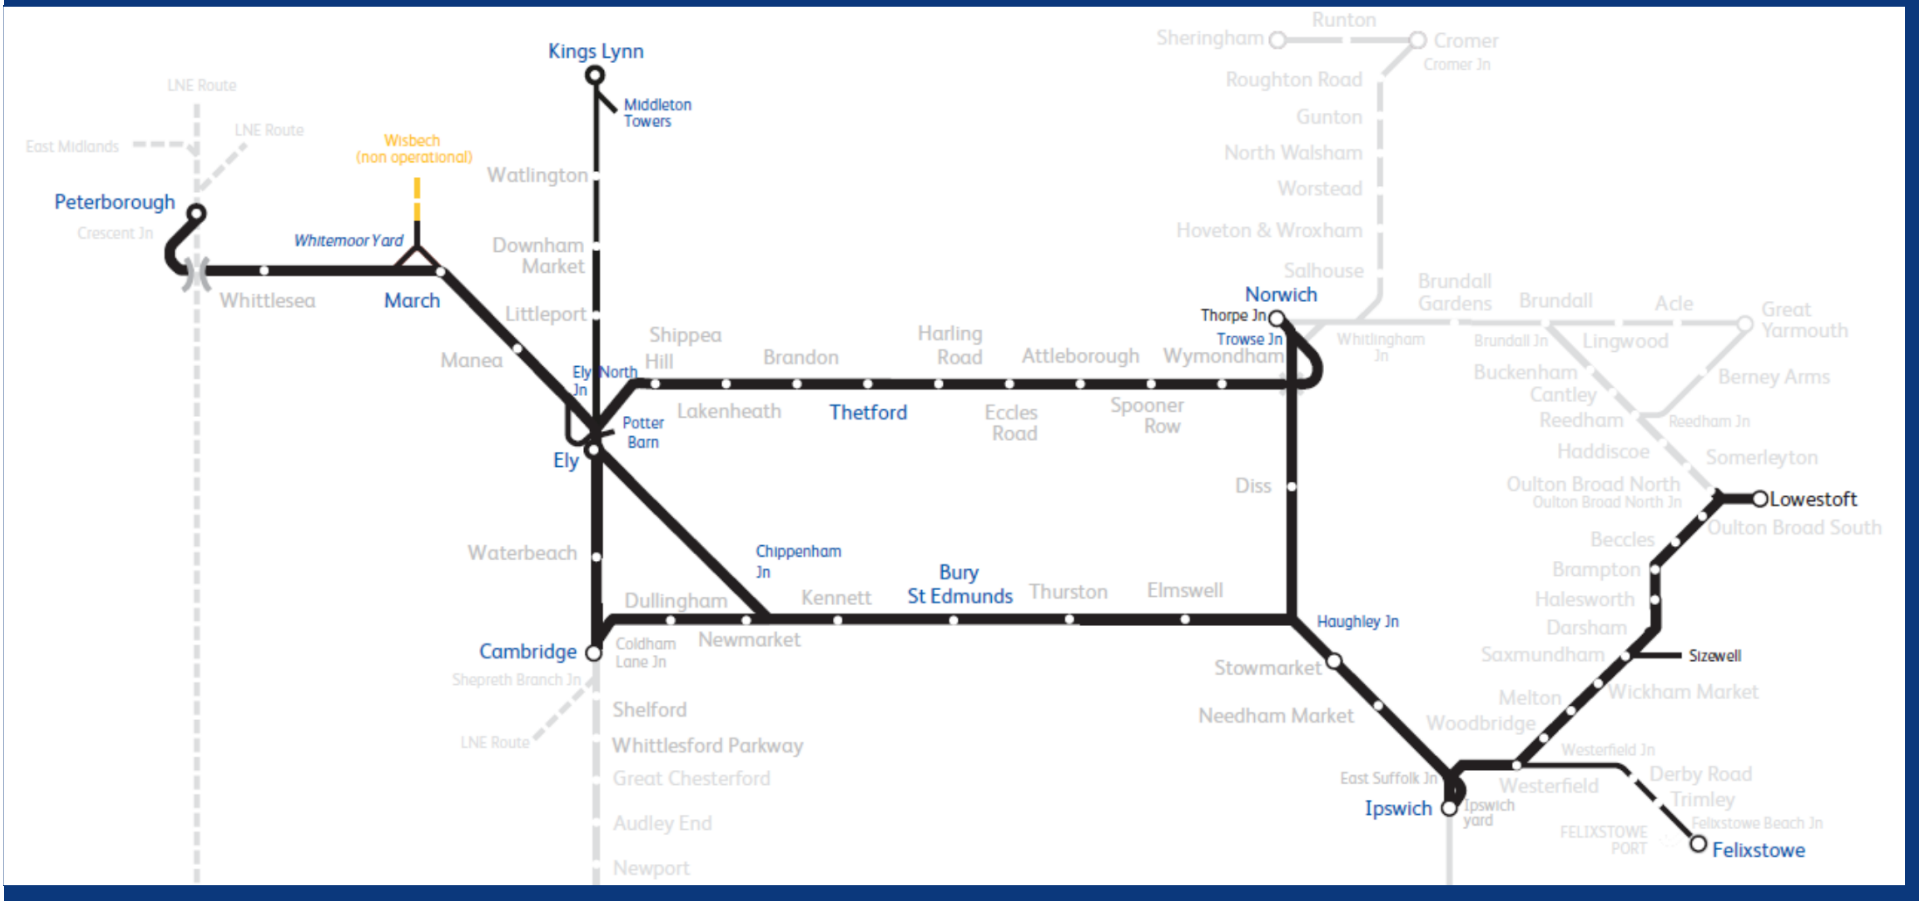 Runton
Sheringham
Cromer
Cromer Jn
Kings Lynn
Roughton Road
LNE Route
Middleton
Towers
Gunton
LNE Route
East Midlands
Wisbech
(non operational)
North Walsham
Watlington
Worstead
Peterborough
Crescent Jn
Whitemoor Yard
Hoveton & Wroxham
Downham
Market
Salhouse
Norwich
Brundall
Gardens
Brundall
Acle
Great
Yarmouth
Whittlesea
March
Littleport
Thorpe Jn
Trowse Jn
Whitlingham
Jn
Brundall Jn
Lingwood
Manea
Shippea
Hill
Brandon
Harling
Road
Attleborough
Wymondham
Ely North
Jn
Buckenham
Berney Arms
Cantley
Lakenheath
Thetford
Eccles
Road
Spooner
Row
Reedham
Reedham Jn
Potter
Barn
Ely
Haddiscoe
Somerleyton
Diss
Oulton Broad North
Oulton Broad North Jn
Lowestoft
Oulton Broad South
Beccles
Waterbeach
Chippenham
Jn
Brampton
Dullingham
Kennett
Bury
St Edmunds
Thurston
Elmswell
Halesworth
Haughley Jn
Darsham
Newmarket
Cambridge
Coldham
Lane Jn
Saxmundham
Sizewell
Shepreth Branch Jn
Stowmarket
Wickham Market
Melton
Shelford
Needham Market
Woodbridge
LNE Route
Whittlesford Parkway
Westerfield Jn
Great Chesterford
East Suffolk Jn
Westerfield
Derby Road
Trimley
Ipswich
Ipswich
yard
Audley End
Felixstowe Beach Jn
FELIXSTOWE
PORT
Felixstowe
Newport